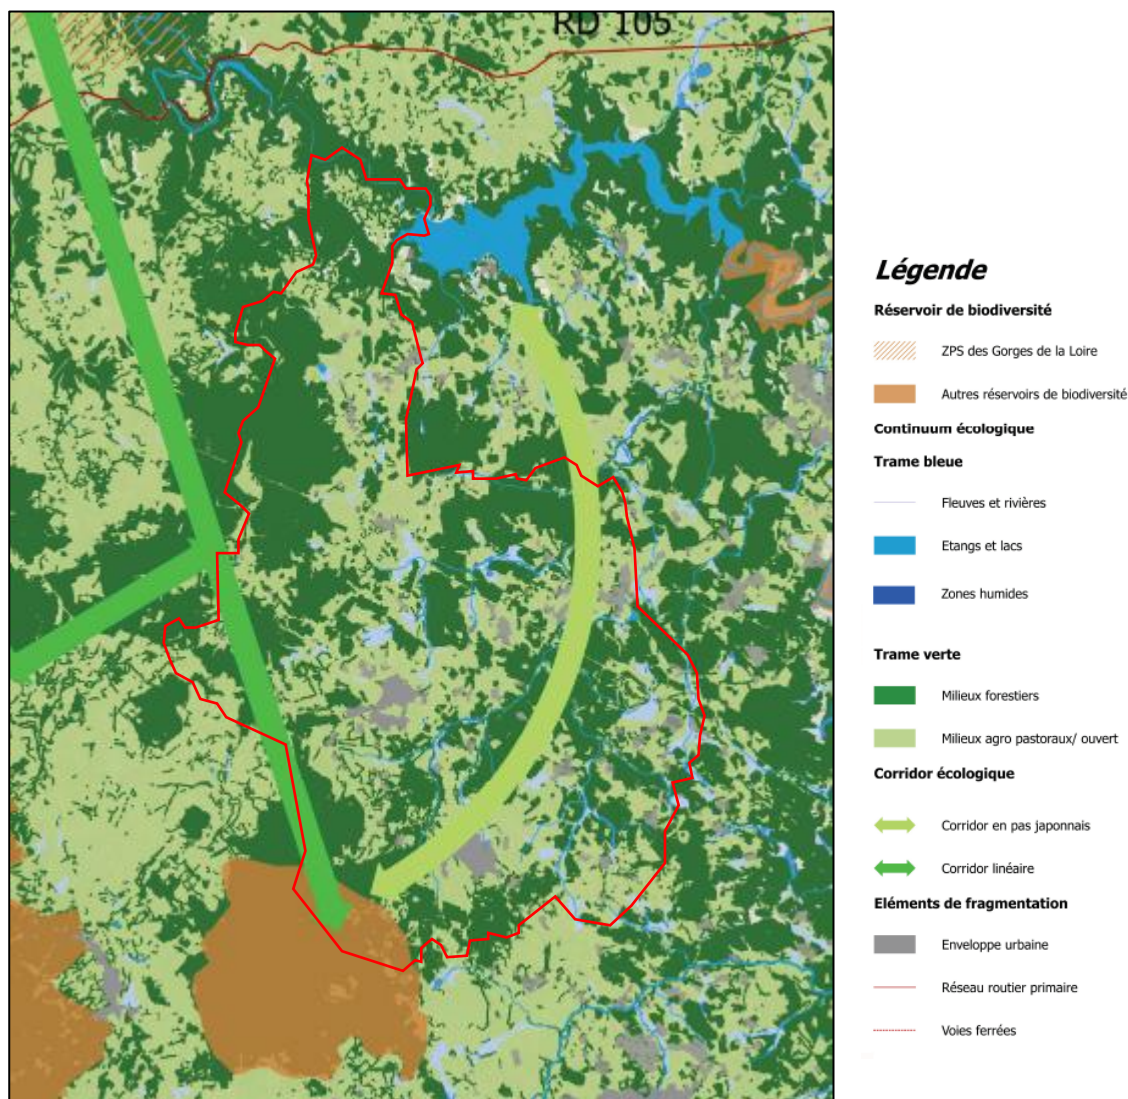 RD 105
Légende
Réservoir de biodiversité
ZPS des Gorges de la Loire
Autres réservoirs de biodiversité
Continuum écologique
Trame bleue
Fleuves et rivières
Etangs et lacs
Zones humides
Trame verte
Milieux forestiers
Milieux agro pastoraux/ ouvert
Corridor écologique
Corridor en pas japonnais
Corridor linéaire
Eléments de fragmentation
Enveloppe urbaine
Réseau routier primaire
Voies ferrées